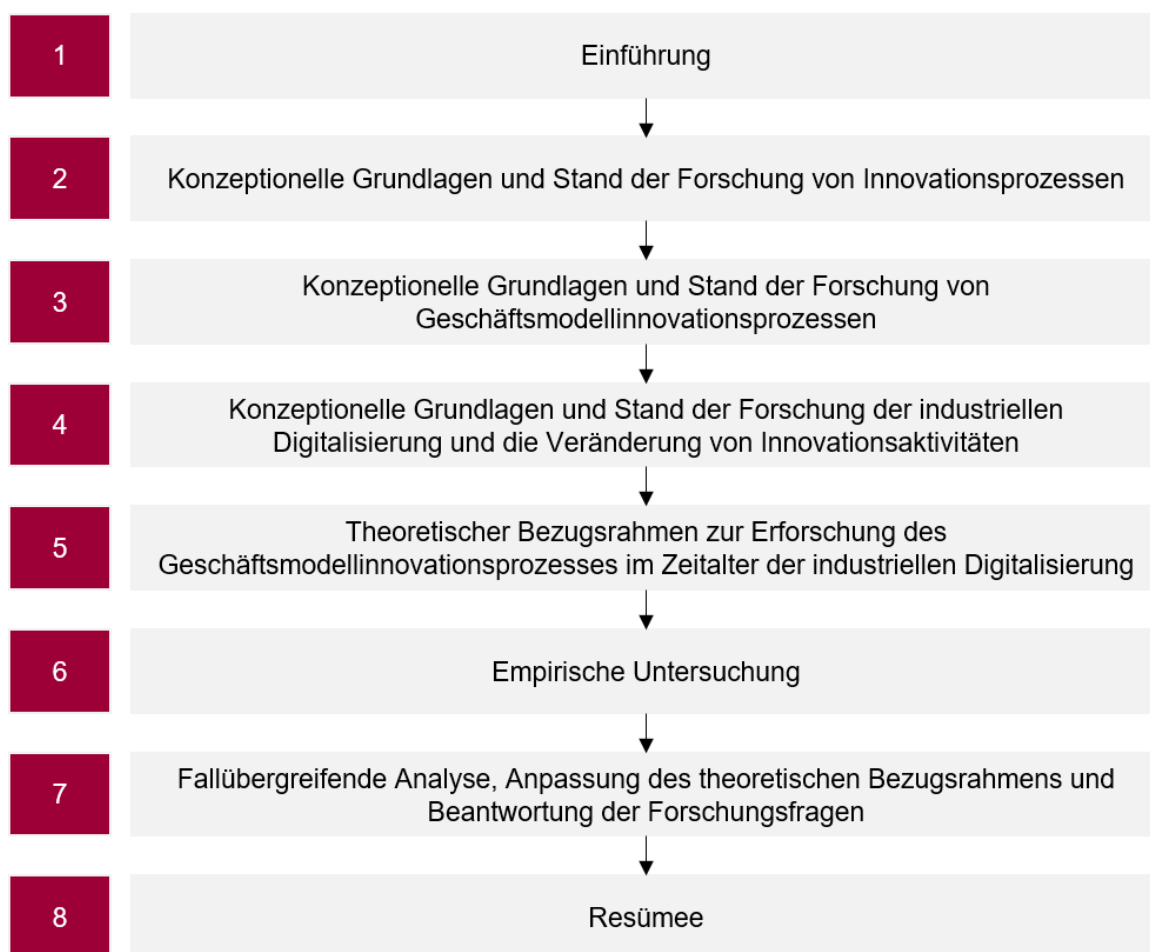 1
Einführung
2
Konzeptionelle Grundlagen und Stand der Forschung von Innovationsprozessen
3
Konzeptionelle Grundlagen und Stand der Forschung von
Geschäftsmodellinnovationsprozessen
4
Konzeptionelle Grundlagen und Stand der Forschung der industriellen
Digitalisierung und die Veränderung von Innovationsaktivitäten
5
Theoretischer Bezugsrahmen zur Erforschung des
Geschäftsmodellinnovationsprozesses im Zeitalter der industriellen Digitalisierung
6
Empirische Untersuchung
7
Fallübergreifende Analyse, Anpassung des theoretischen Bezugsrahmens und
Beantwortung der Forschungsfragen
8
Resümee